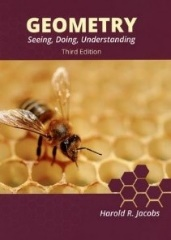 GEOMETRY
Seeing, Doing, Understanding
Third Edition
Harold R. Jacobs